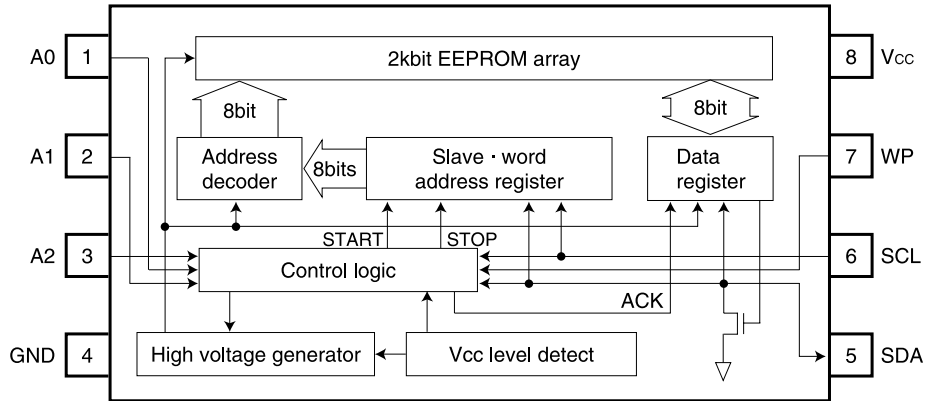 A0 1
2kbit EEPROM array
8 Vcc
8bit
8bit
A1 2
Address
decoder
8bits
Slave · word
address register
Data
register
7 WP
START
STOP
A2 3
Control logic
6 SCL
ACK
GND 4
High voltage generator
Vcc level detect
5 SDA